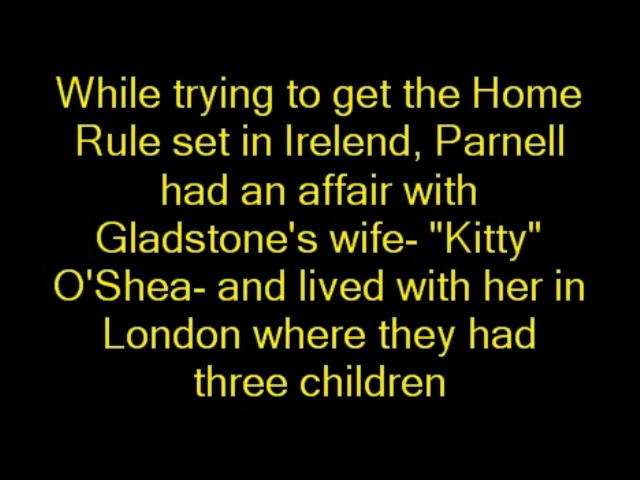 While trying to get the Home
Rule set in Irelend, Parnell
had an affair with
Gladstone's wife- "Kitty"
O'Shea- and lived with her in
London where they had
three children